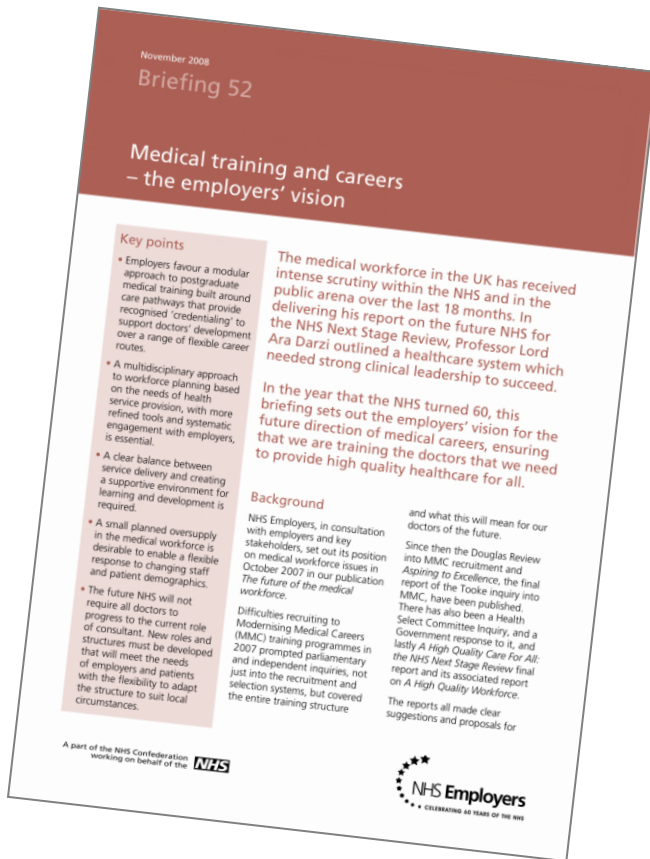 November 2008
Briefing 52
Medical training and careers
– the employers’ vision
Key points
• Employers favour a modular
approach to postgraduate
medical training built around
care pathways that provide
recognised ‘credentialing’ to
support doctors’ development
over a range of flexible career
routes.
• A multidisciplinary approach
to workforce planning based
on the needs of health
service provision, with more
refined tools and systematic
engagement with employers,
is essential.
• A clear balance between
service delivery and creating
a supportive environment for
learning and development is
required.
• A small planned oversupply
in the medical workforce is
desirable to enable a flexible
response to changing staff
and patient demographics.
• The future NHS will not
require all doctors to
progress to the current role
of consultant. New roles and
structures must be developed
that will meet the needs
of employers and patients
with the flexibility to adapt
the structure to suit local
circumstances.
The medical workforce in the UK has received
intense scrutiny within the NHS and in the
public arena over the last 18 months. In
delivering his report on the future NHS for
the NHS Next Stage Review, Professor Lord
Ara Darzi outlined a healthcare system which
needed strong clinical leadership to succeed.
In the year that the NHS turned 60, this
briefing sets out the employers’ vision for the
future direction of medical careers, ensuring
that we are training the doctors that we need
to provide high quality healthcare for all.
Background
NHS Employers, in consultation
with employers and key
stakeholders, set out its position
on medical workforce issues in
October 2007 in our publication
The future of the medical
workforce.
Difficulties recruiting to
Modernising Medical Careers
(MMC) training programmes in
2007 prompted parliamentary
and independent inquiries, not
just into the recruitment and
selection systems, but covered
the entire training structure
and what this will mean for our
doctors of the future.
Since then the Douglas Review
into MMC recruitment and
Aspiring to Excellence, the final
report of the Tooke inquiry into
MMC, have been published.
There has also been a Health
Select Committee Inquiry, and a
Government response to it, and
lastly A High Quality Care For All:
the NHS Next Stage Review final
report and its associated report
on A High Quality Workforce.
The reports all made clear
suggestions and proposals for
A part of the NHS Confederation
working on behalf of the NHS
NHS Employers
CELEBRATING 60 YEARS OF THE NHS